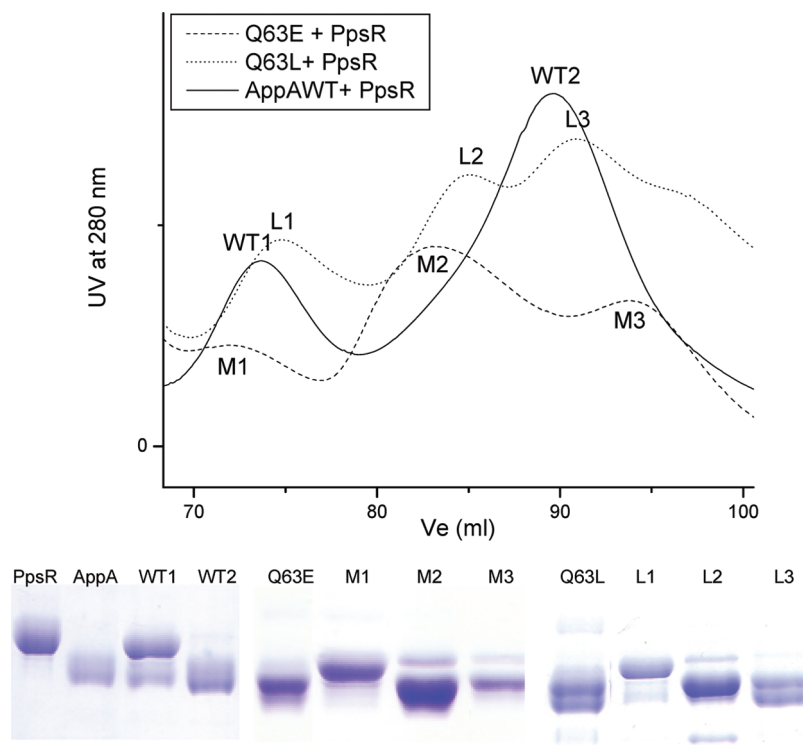 Q63E + PpsR
Q63L+ PpsR
AppAWT+ PpsR
WT2
L3
L2
L1
WT1
M2
M3
M1
UV at 280 nm
0
70 80 90 100
Ve (ml)
PpsR AppA WT1 WT2 Q63E M1 M2 M3 Q63L L1 L2 L3